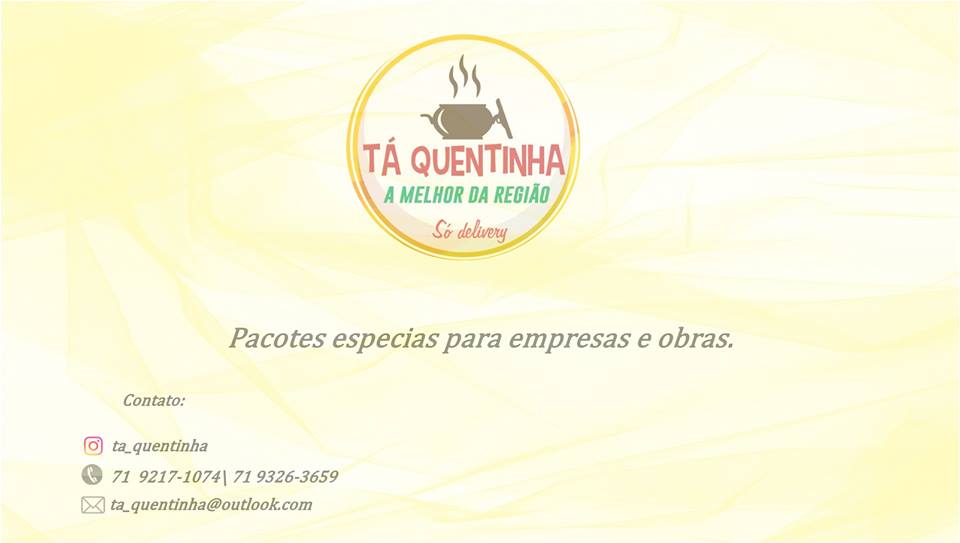 TÁ QUENTINHA
A MELHOR DA REGIÃO
Só delivery
Pacotes especias para empresas e obras.
Contato:
ta_quentinha
71 9217-1074\ 71 9326-3659
ta_quentinha@outlook.com